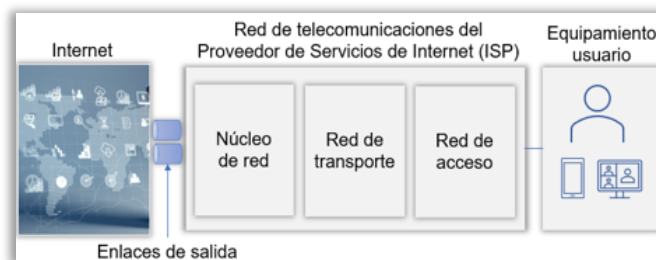 Internet
Red de telecomunicaciones del
Proveedor de Servicios de Internet (ISP)
Equipamiento
usuario
Núcleo
de red
Red de
transporte
Red de
acceso
Enlaces de salida